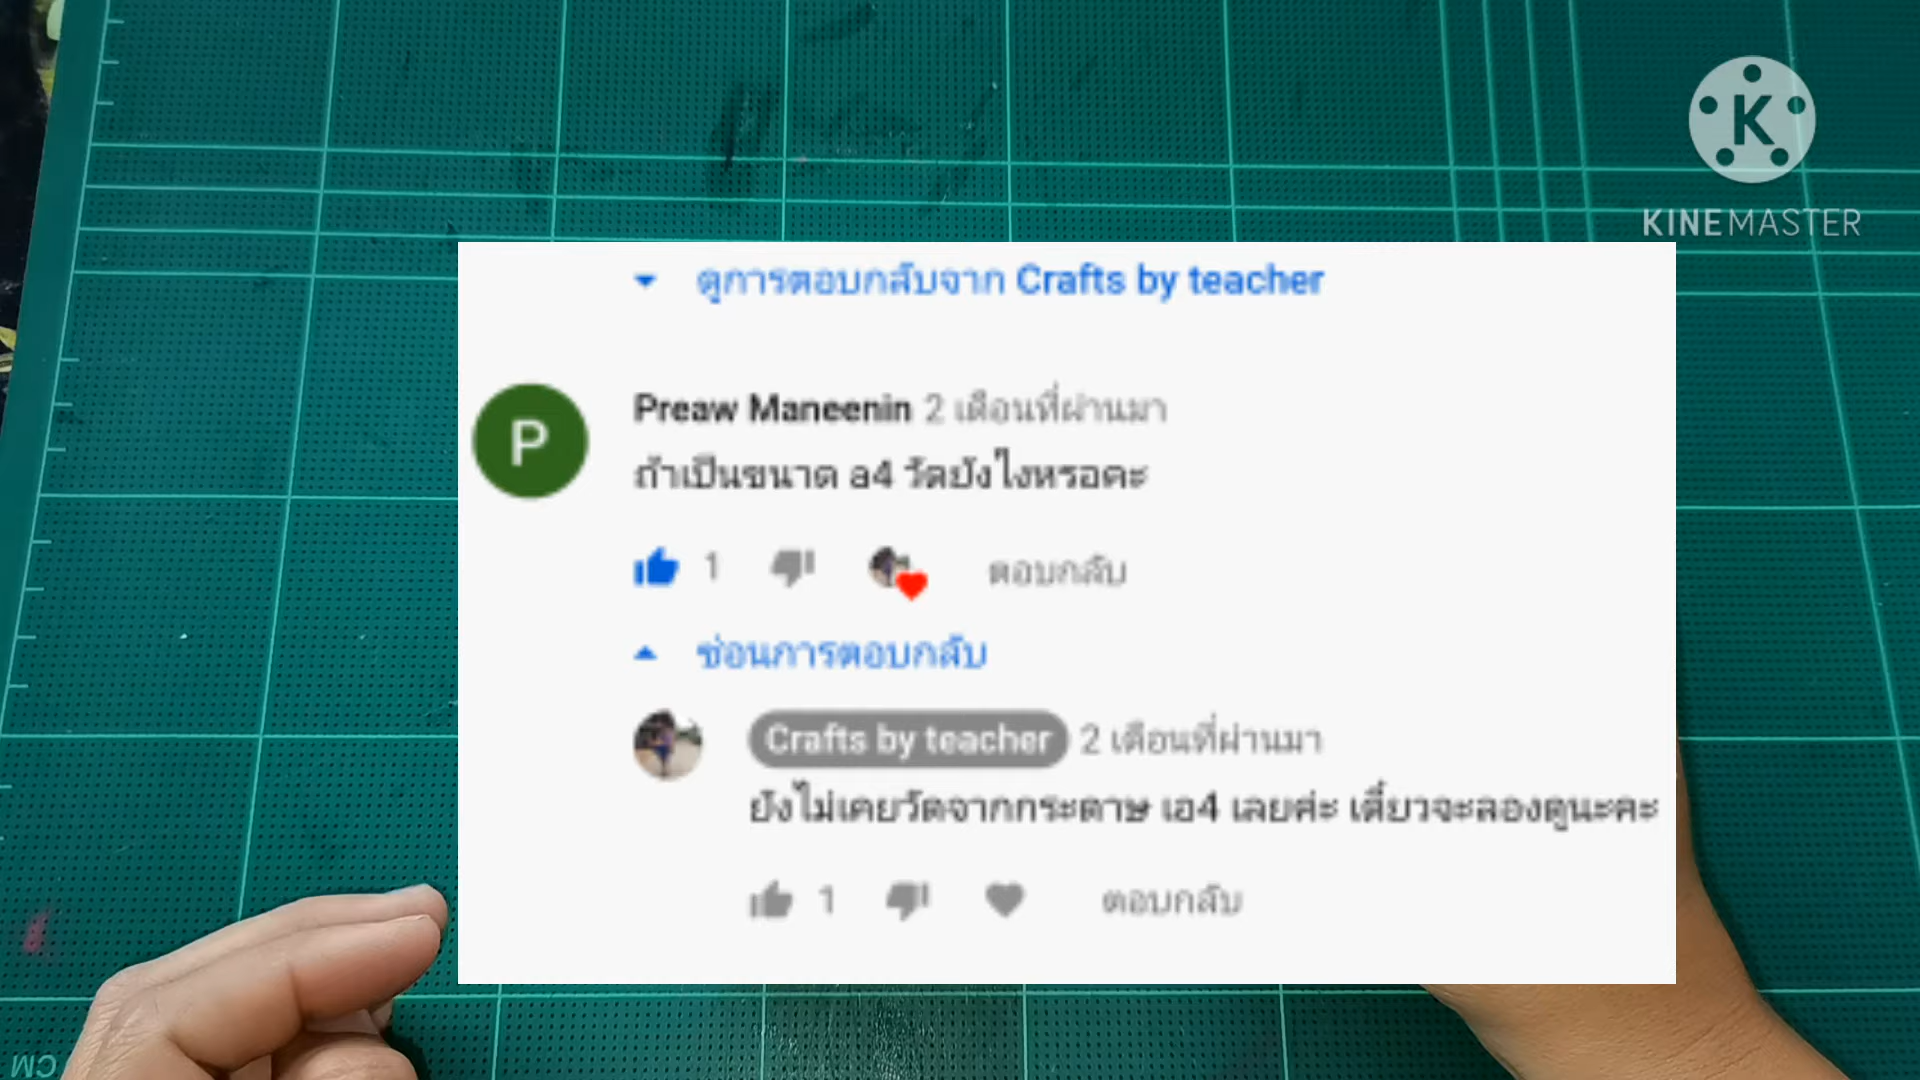 KINEMASTER
ดูการตอบกลับจาก Crafts by teacher
P
Preaw Maneenin 2 เดือนที่ผ่านมา
ถ้าเป็นขนาด a4 วัดยังไงหรอคะ
1 ตอบกลับ
ซ่อนการตอบกลับ
Crafts by teacher 2 เดือนที่ผ่านมา
ยังไม่เคยวัดจากกระดาษ เอ4 เลยค่ะ เดี๋ยวจะลองดูนะคะ
1 ตอบกลับ
CM